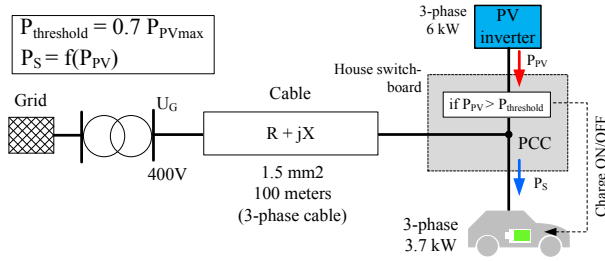 P_threshold = 0.7 P_PVmax
P_S = f(P_PV)
3-phase
6 kW
PV
inverter
P_PV
House switch-
board
if P_PV > P_threshold
Grid
U_G
Cable
R + jX
400V
1.5 mm2
100 meters
(3-phase cable)
PCC
P_S
Charge ON/OFF
3-phase
3.7 kW